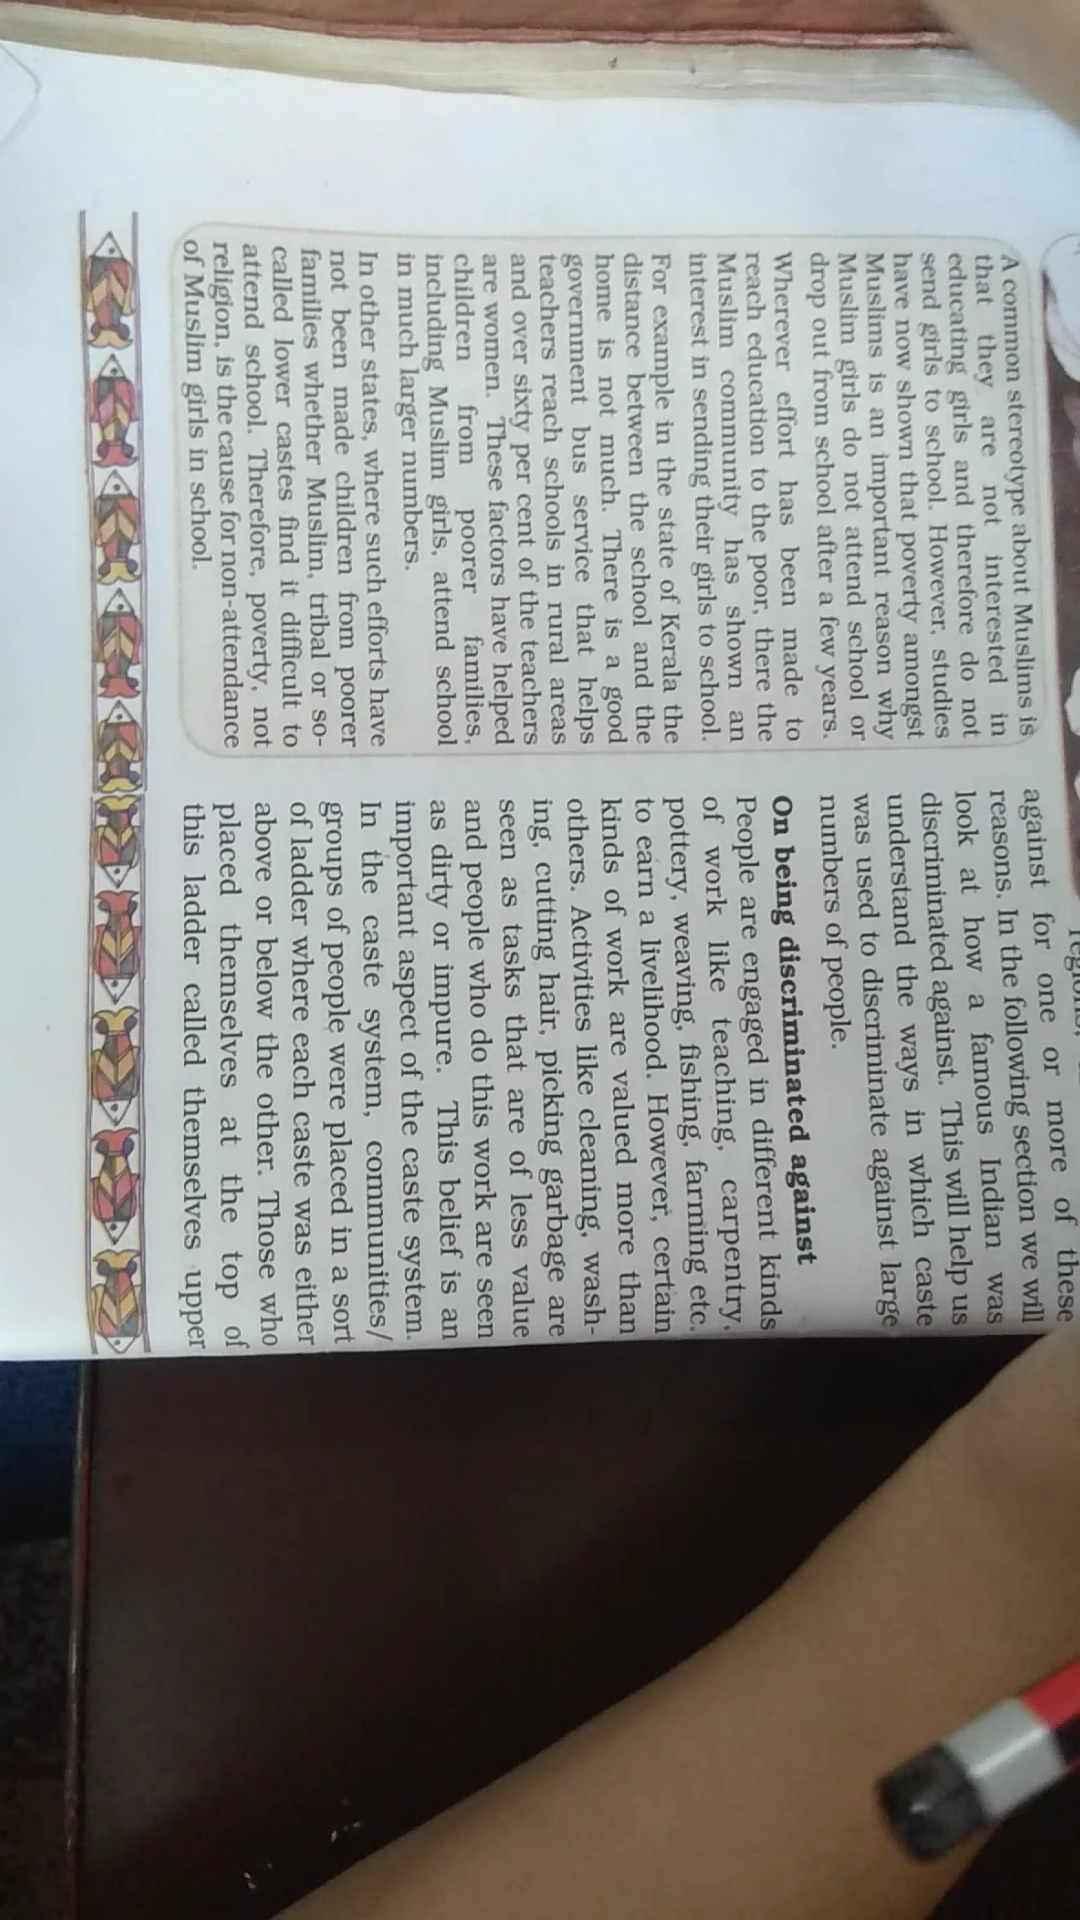 A common stereotype about Muslims is
that they are not interested in
educating girls and therefore do not
send girls to school. However, studies
have now shown that poverty amongst
Muslims is an important reason why
Muslim girls do not attend school or
drop out from school after a few years.
Wherever effort has been made to
reach education to the poor, there the
Muslim community has shown an
interest in sending their girls to school.
For example in the state of Kerala the
distance between the school and the
home is not much. There is a good
government bus service that helps
teachers reach schools in rural areas
and over sixty per cent of the teachers
are women. These factors have helped
children from poorer families,
including Muslim girls, attend school
in much larger numbers.
In other states, where such efforts have
not been made children from poorer
families whether Muslim, tribal or so-
called lower castes find it difficult to
attend school. Therefore, poverty, not
religion, is the cause for non-attendance
of Muslim girls in school.
against for one or more of these
reasons. In the following section we will
look at how a famous Indian was
discriminated against. This will help us
understand the ways in which caste
was used to discriminate against large
numbers of people.
On being discriminated against
People are engaged in different kinds
of work like teaching, carpentry,
pottery, weaving, fishing, farming etc.
to earn a livelihood. However, certain
kinds of work are valued more than
others. Activities like cleaning, wash-
ing, cutting hair, picking garbage are
seen as tasks that are of less value
and people who do this work are seen
as dirty or impure. This belief is an
important aspect of the caste system.
In the caste system, communities/
groups of people were placed in a sort
of ladder where each caste was either
above or below the other. Those who
placed themselves at the top of
this ladder called themselves upper